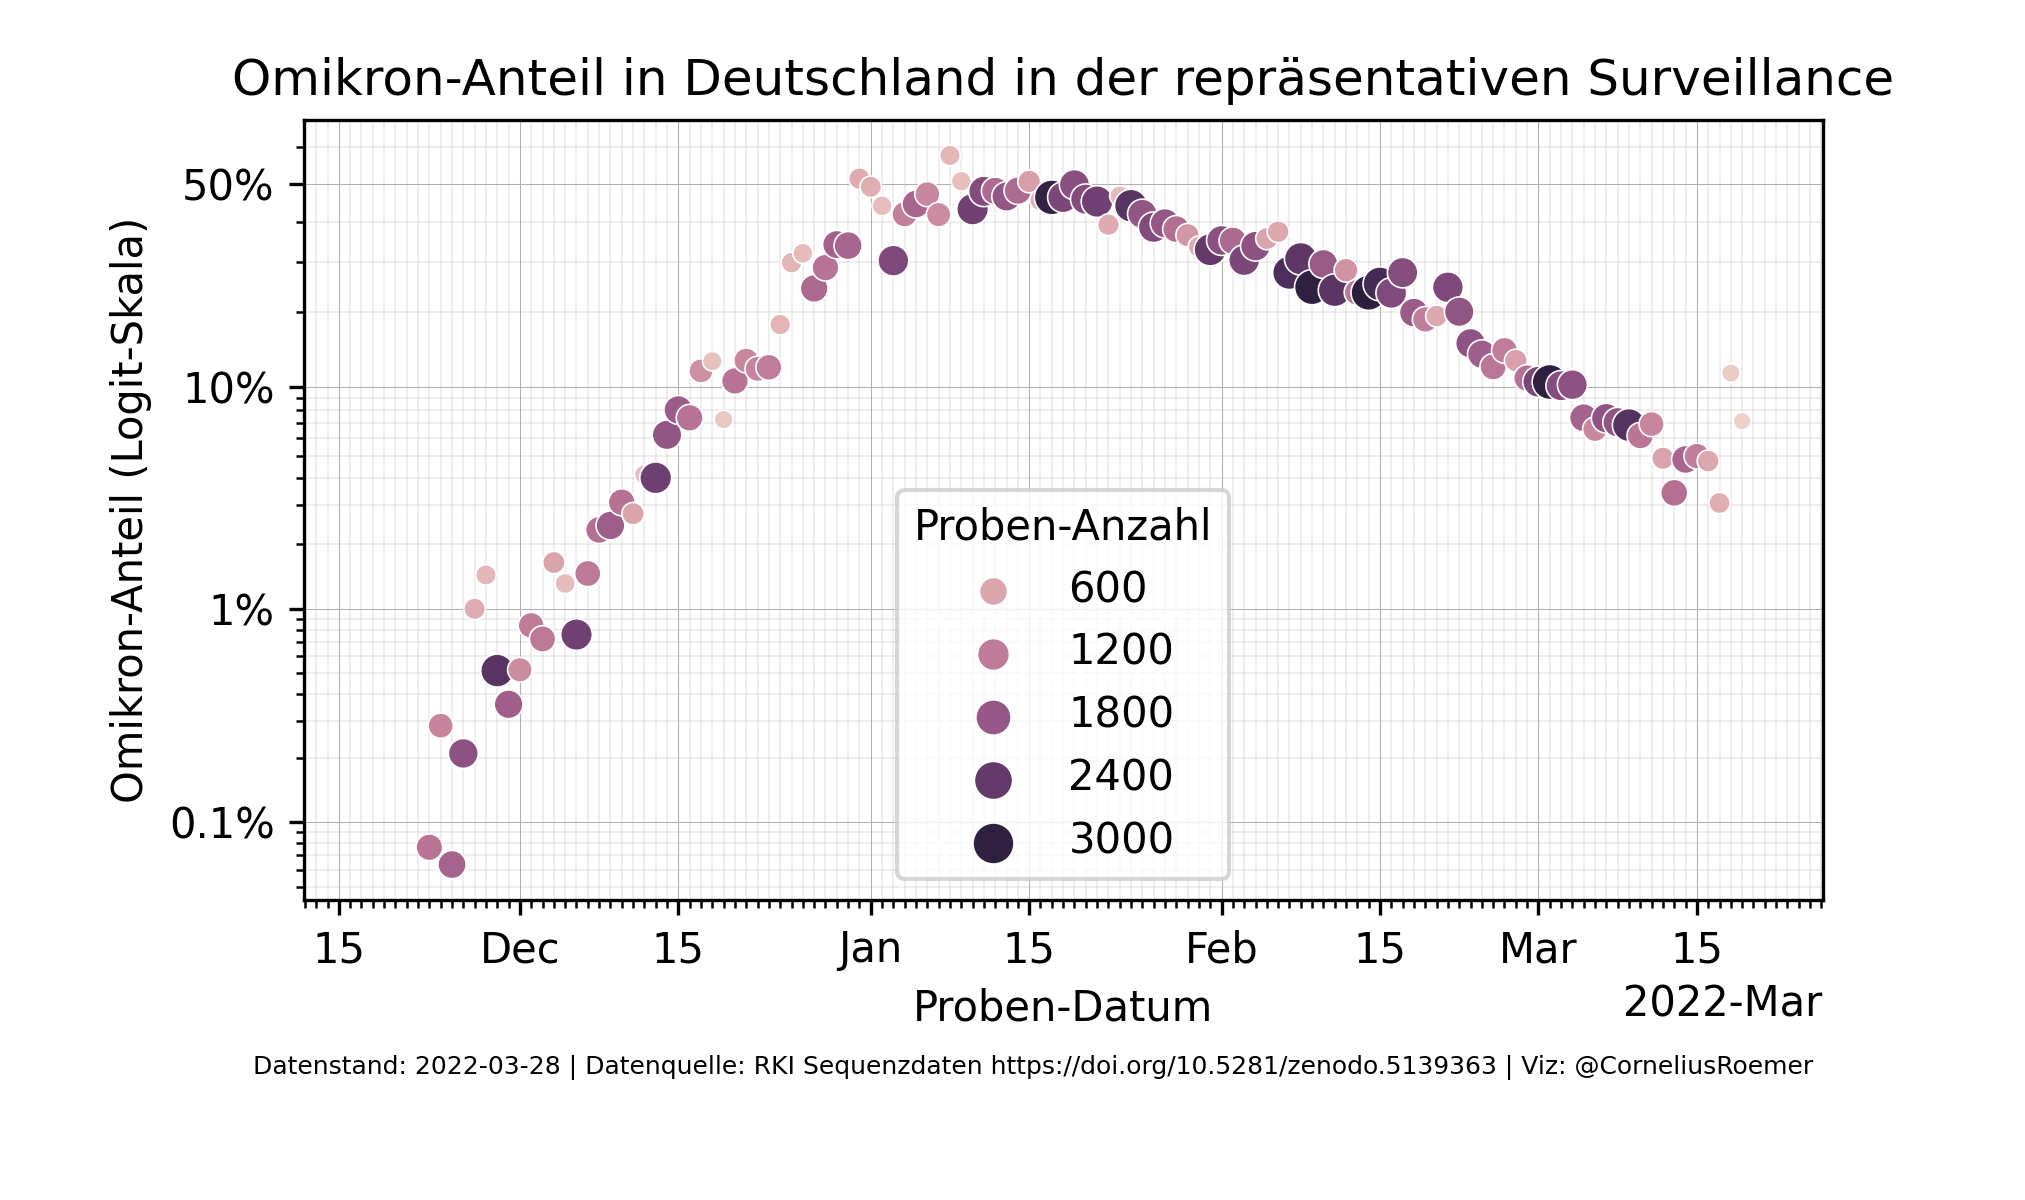 Omikron-Anteil in Deutschland in der repräsentativen Surveillance
Omikron-Anteil (Logit-Skala)
50%
10%
1%
0.1%
Proben-Anzahl
600
1200
1800
2400
3000
15 Dec 15 Jan 15 Feb 15 Mar 15
Proben-Datum
2022-Mar
Datenstand: 2022-03-28 | Datenquelle: RKI Sequenzdaten https://doi.org/10.5281/zenodo.5139363 | Viz: @CorneliusRoemer